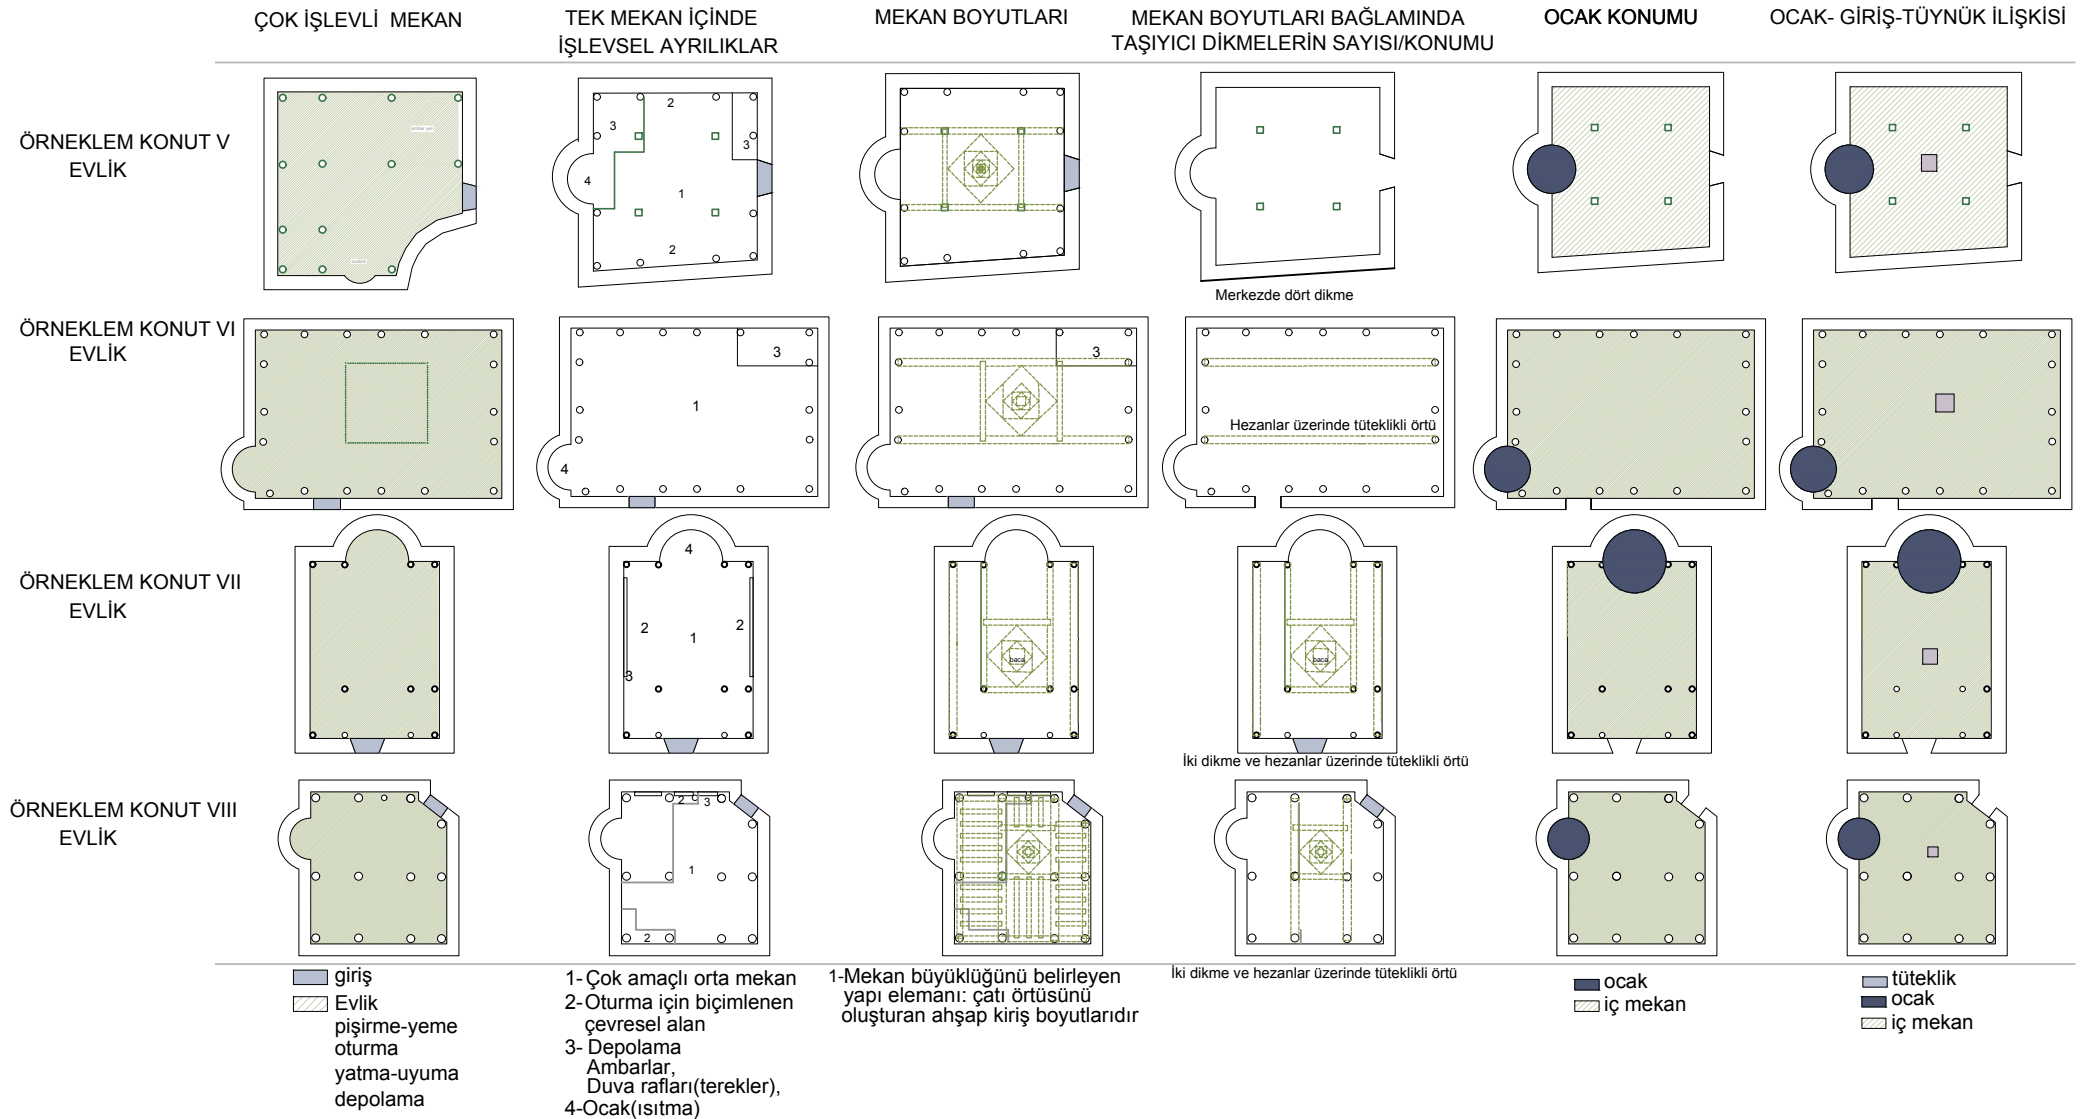 ÇOK İŞLEVLİ MEKAN
TEK MEKAN İÇİNDE
İŞLEVSEL AYRILIKLAR
MEKAN BOYUTLARI
MEKAN BOYUTLARI BAĞLAMINDA
TAŞIYICI DİKMELERİN SAYISI/KONUMU
OCAK KONUMU
OCAK- GİRİŞ-TÜYNÜK İLİŞKİSİ
ÖRNEKLEM KONUT V
EVLİK
2
3
3
4
1
2
Merkezde dört dikme
ÖRNEKLEM KONUT VI
EVLİK
3
1
4
3
Hezanlar üzerinde tüteklikli örtü
ÖRNEKLEM KONUT VII
EVLİK
4
2
1
2
3
baca
baca
İki dikme ve hezanlar üzerinde tüteklikli örtü
ÖRNEKLEM KONUT VIII
EVLİK
2
3
1
2
İki dikme ve hezanlar üzerinde tüteklikli örtü
giriş
Evlik
pişirme-yeme
oturma
yatma-uyuma
depolama
1-Çok amaçlı orta mekan
2-Oturma için biçimlenen
çevresel alan
3- Depolama
Ambarlar,
Duva rafları(terekler),
4-Ocak(ısıtma)
1-Mekan büyüklüğünü belirleyen
yapı elemanı: çatı örtüsünü
oluşturan ahşap kiriş boyutlarıdır
ocak
iç mekan
tüteklik
ocak
iç mekan